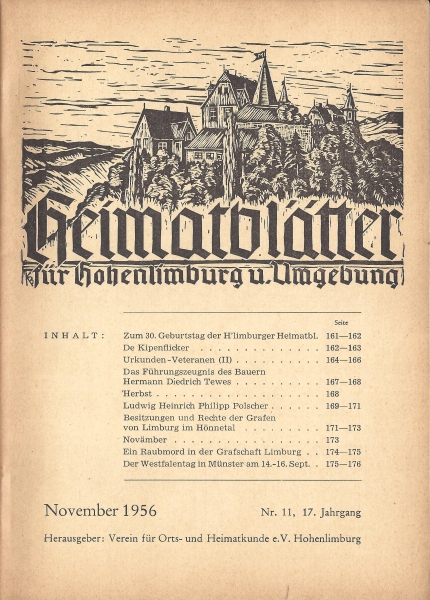 Heimatblätter
für Hohenlimburg u. Umgebung
Seite
INHALT:
Zum 30. Geburtstag der H'limburger Heimatbl. 161—162
De Kipenflicker . . . . . . . . . . . . . . 162—163
Urkunden-Veteranen (II) . . . . . . . . . . 164—166
Das Führungszeugnis des Bauern
Hermann Diedrich Tewes . . . . . . . . . . 167—168
Herbst . . . . . . . . . . . . . . . . . . 168
Ludwig Heinrich Philipp Polscher . . . . . . 169—171
Besitzungen und Rechte der Grafen
von Limburg im Hönnetal . . . . . . . . . 171—173
Novämber . . . . . . . . . . . . . . . . 173
Ein Raubmord in der Grafschaft Limburg . . 174—175
Der Westfalentag in Münster am 14.-16. Sept. . 175—176
November 1956
Nr. 11, 17. Jahrgang
Herausgeber: Verein für Orts- und Heimatkunde e.V. Hohenlimburg